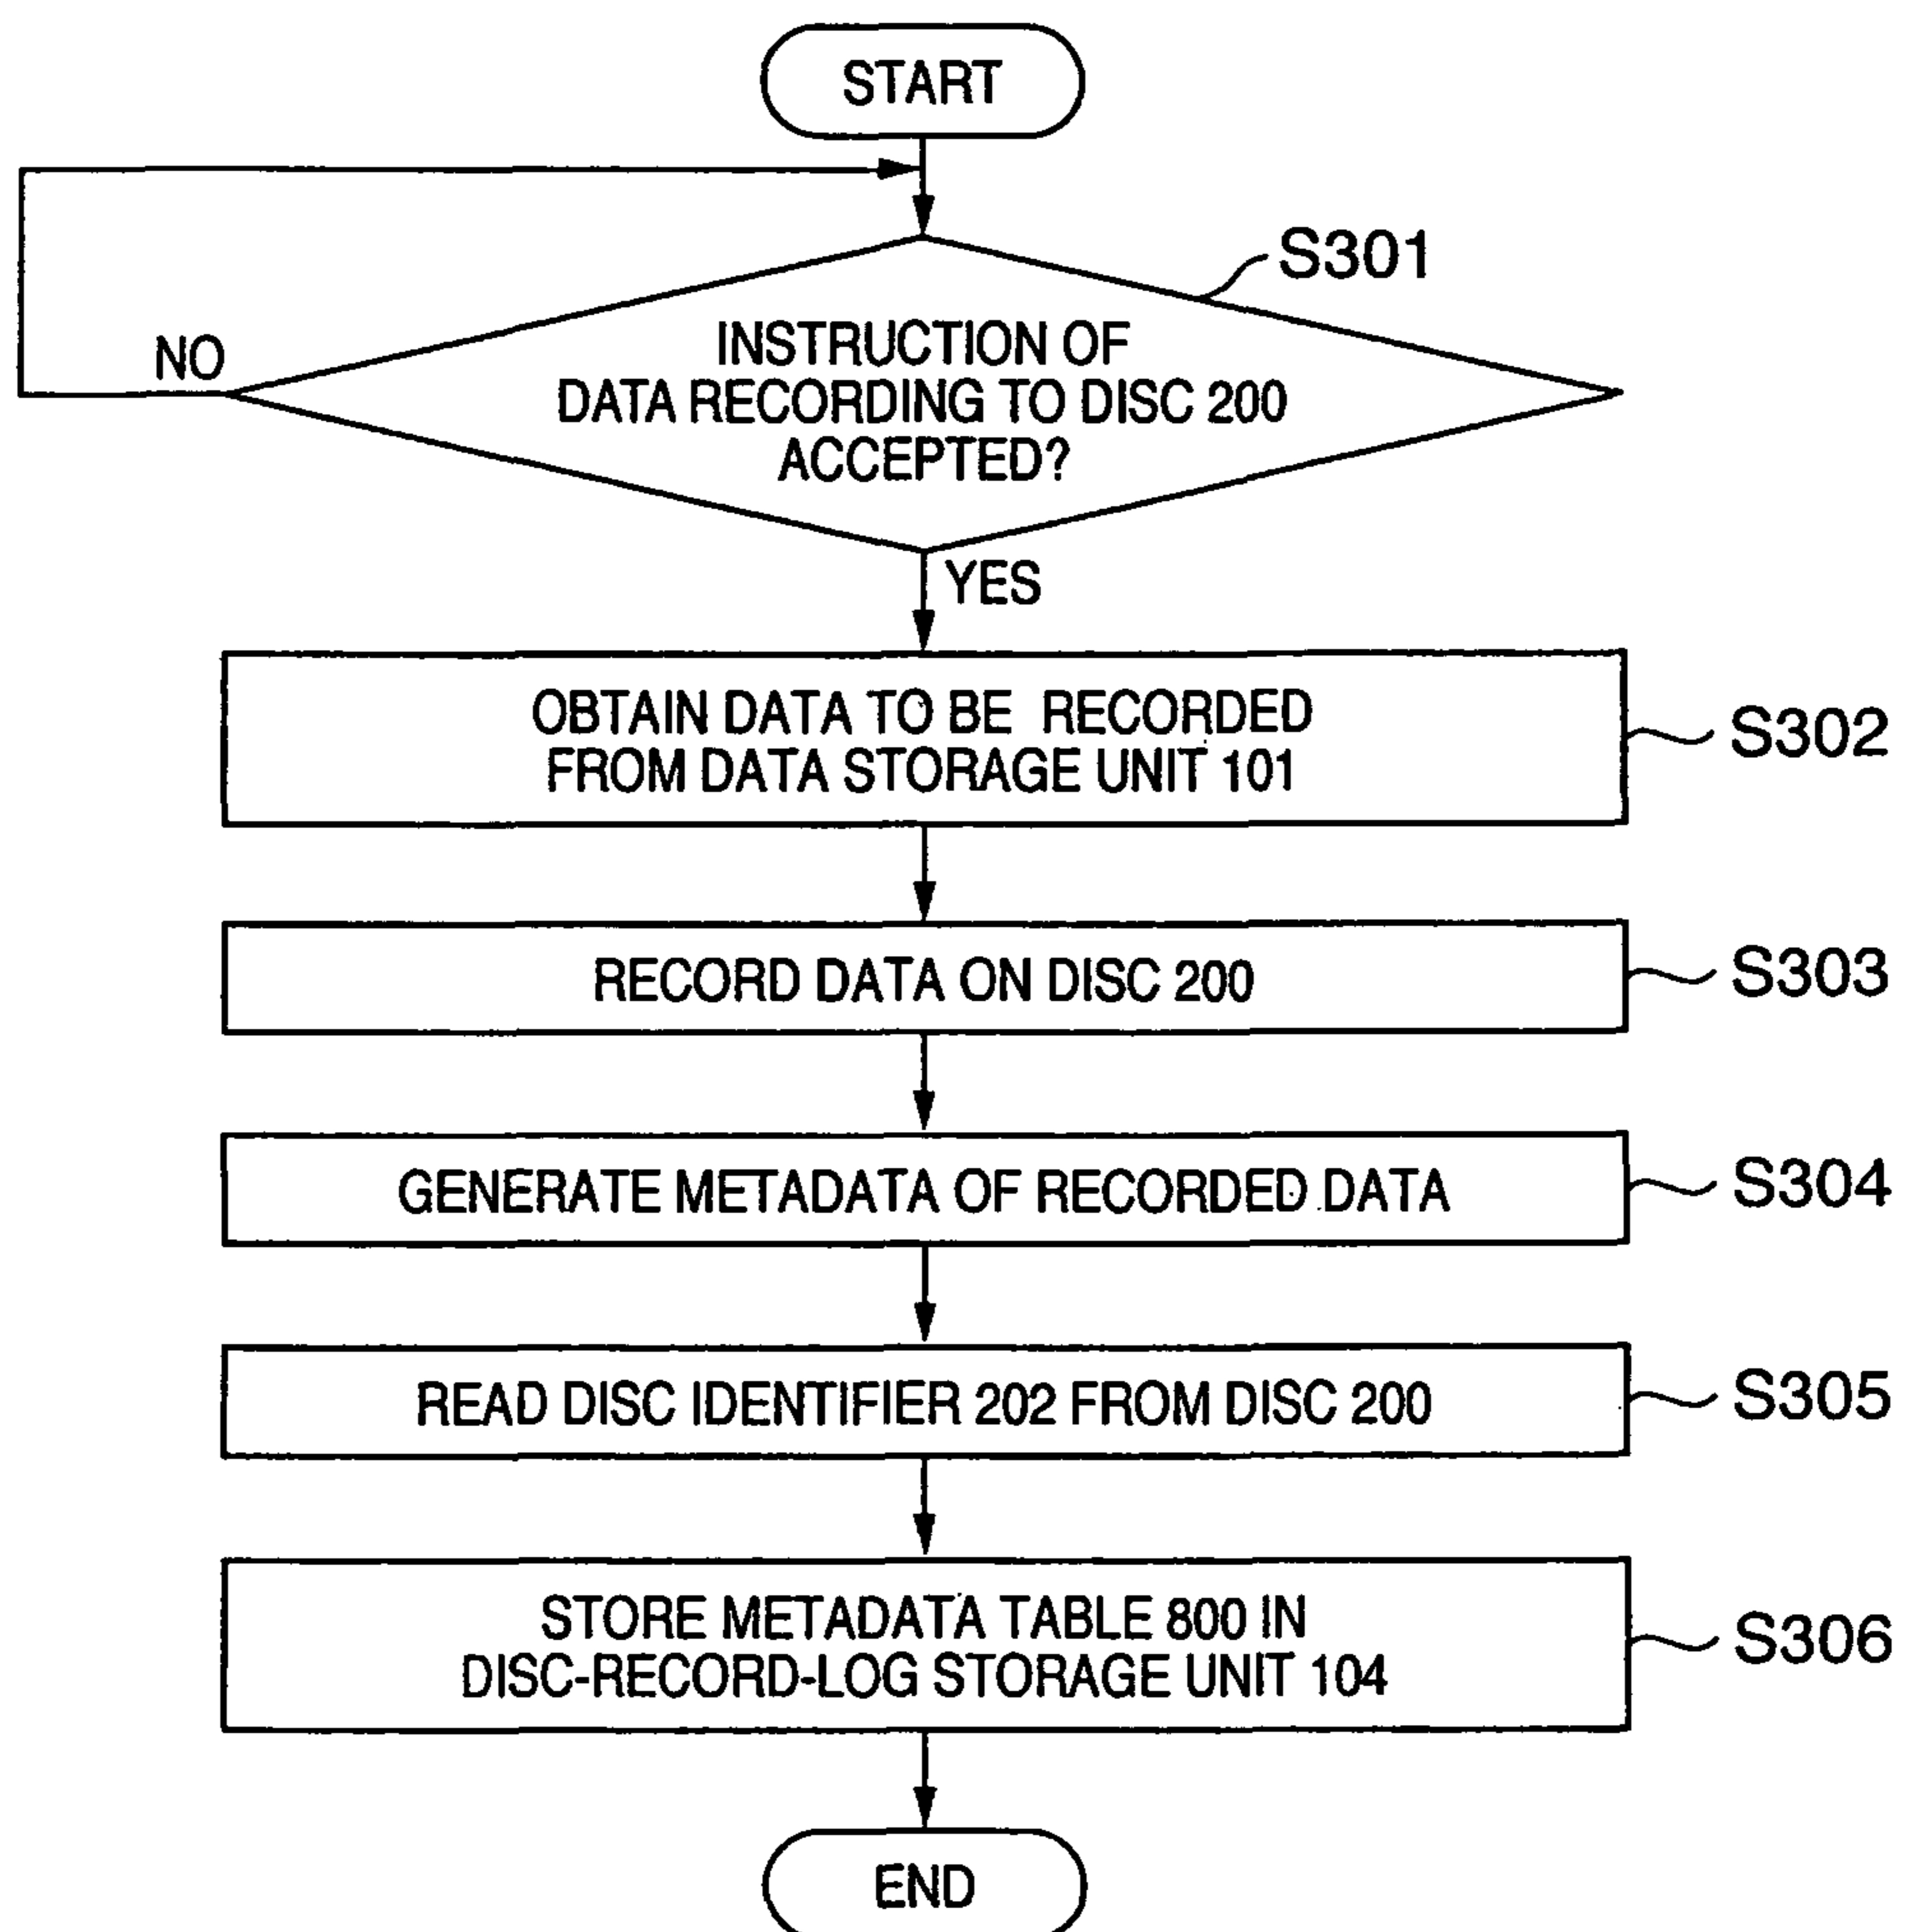 START
S301
INSTRUCTION OF
NO
DATA RECORDING TO DISC 200
ACCEPTED?
YES
OBTAIN DATA TO BE RECORDED
FROM DATA STORAGE UNIT 101
S302
RECORD DATA ON DISC 200
S303
GENERATE METADATA OF RECORDED DATA
S304
READ DISC IDENTIFIER 202 FROM DISC 200
S305
STORE METADATA TABLE 800 IN
DISC-RECORD-LOG STORAGE UNIT 104
S306
END